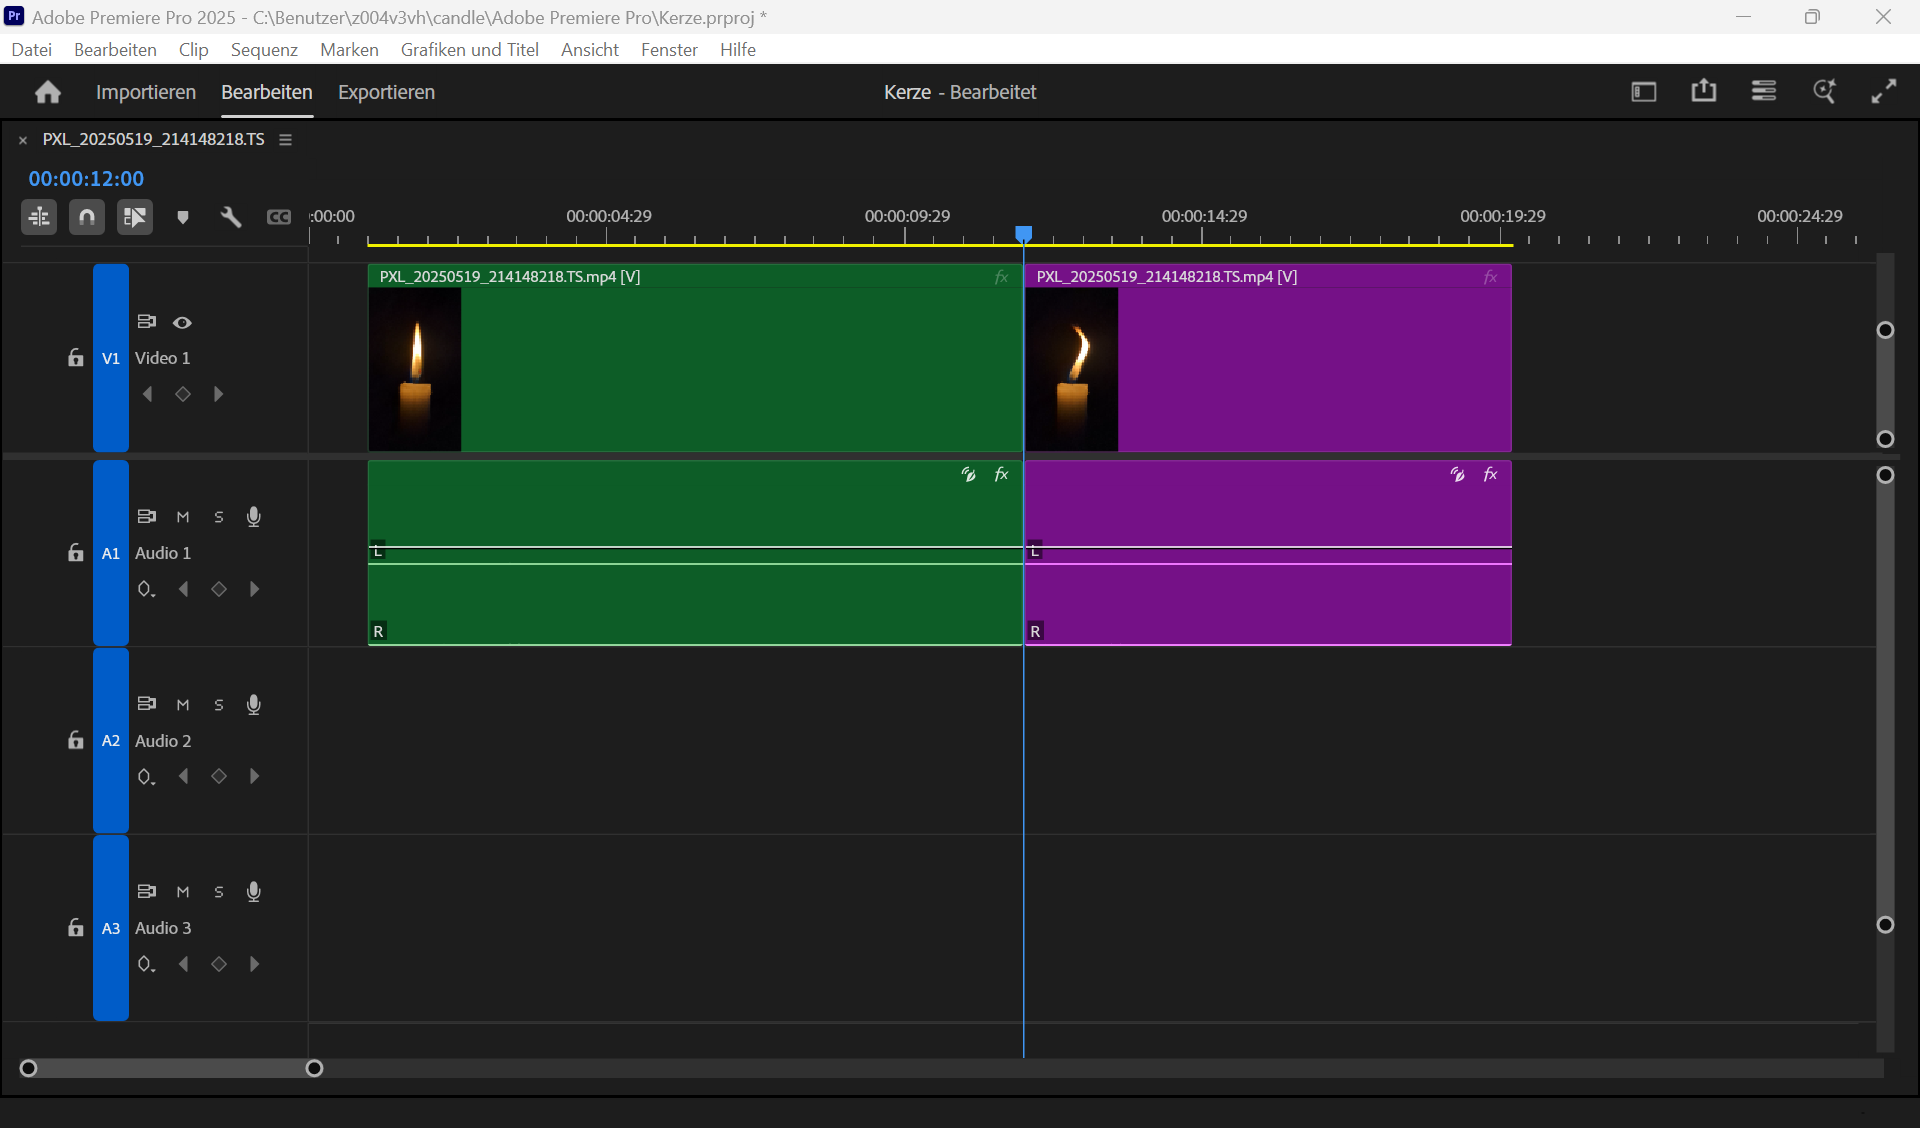 Pr Adobe Premiere Pro 2025 - C:\Benutzer\z004v3vh\candle\Adobe Premiere Pro\Kerze.prproj *
Datei Bearbeiten Clip Sequenz Marken Grafiken und Titel Ansicht Fenster Hilfe
Importieren Bearbeiten Exportieren Kerze - Bearbeitet
× PXL_20250519_214148218.TS
00:00:12:00
CC :00:00 00:00:04:29 00:00:09:29 00:00:14:29 00:00:19:29 00:00:24:29
PXL_20250519_214148218.TS.mp4 [V] fx PXL_20250519_214148218.TS.mp4 [V] fx
V1 Video 1
fx fx
M S
A1 Audio 1 L L
R R
M S
A2 Audio 2
M S
A3 Audio 3